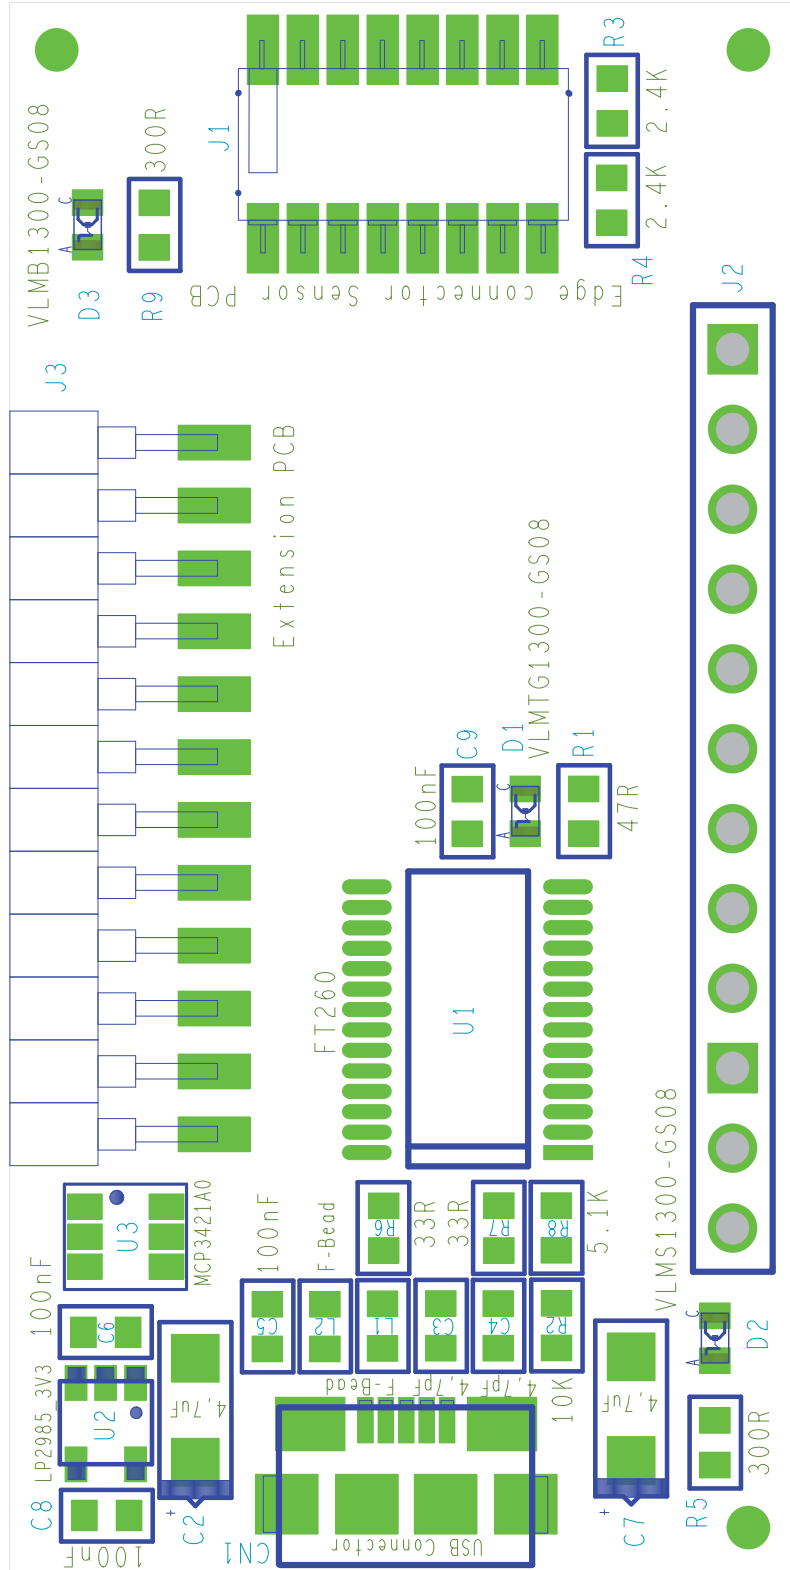 R3
2.4K
J1
300R
VLMB1300-GS08
C
A
D3
R9
2.4K
R4
Edge connector Sensor PCB
J2
J3
Extension PCB
VLMTG1300-GS08
D1
C9
R1
100nF
C
A
47R
FT260
U1
VLMS1300-GS08
MCP3421A0
U3
100nF
F-Bead
R6
33R
33R
R7
R8
5.1K
100nF
C6
C5
L2
L1
C3
C4
R2
C
A
D2
LP2985_3V3
U2
4,7uF
F-Bead
4,7pF
4,7pF
10K
4,7uF
300R
C8
+
C2
100nF
CN1
USB Connector
+
C7
R5